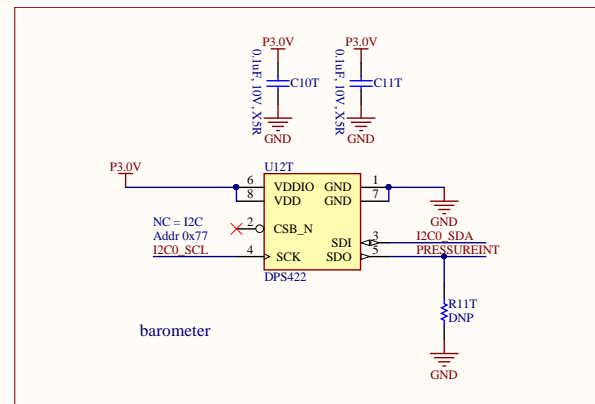 P3.0V P3.0V
0.1uF, 10V, X5R C10T 0.1uF, 10V, X5R C11T
GND GND
U12T
P3.0V
6 VDDIO GND 1
8 VDD GND 7
GND
NC = I2C 2 CSB_N
Addr 0x77 SDI 3 I2C0_SDA
I2C0_SCL 4 SCK SDO 5 PRESSUREINT
DPS422
R11T
DNP
barometer
GND